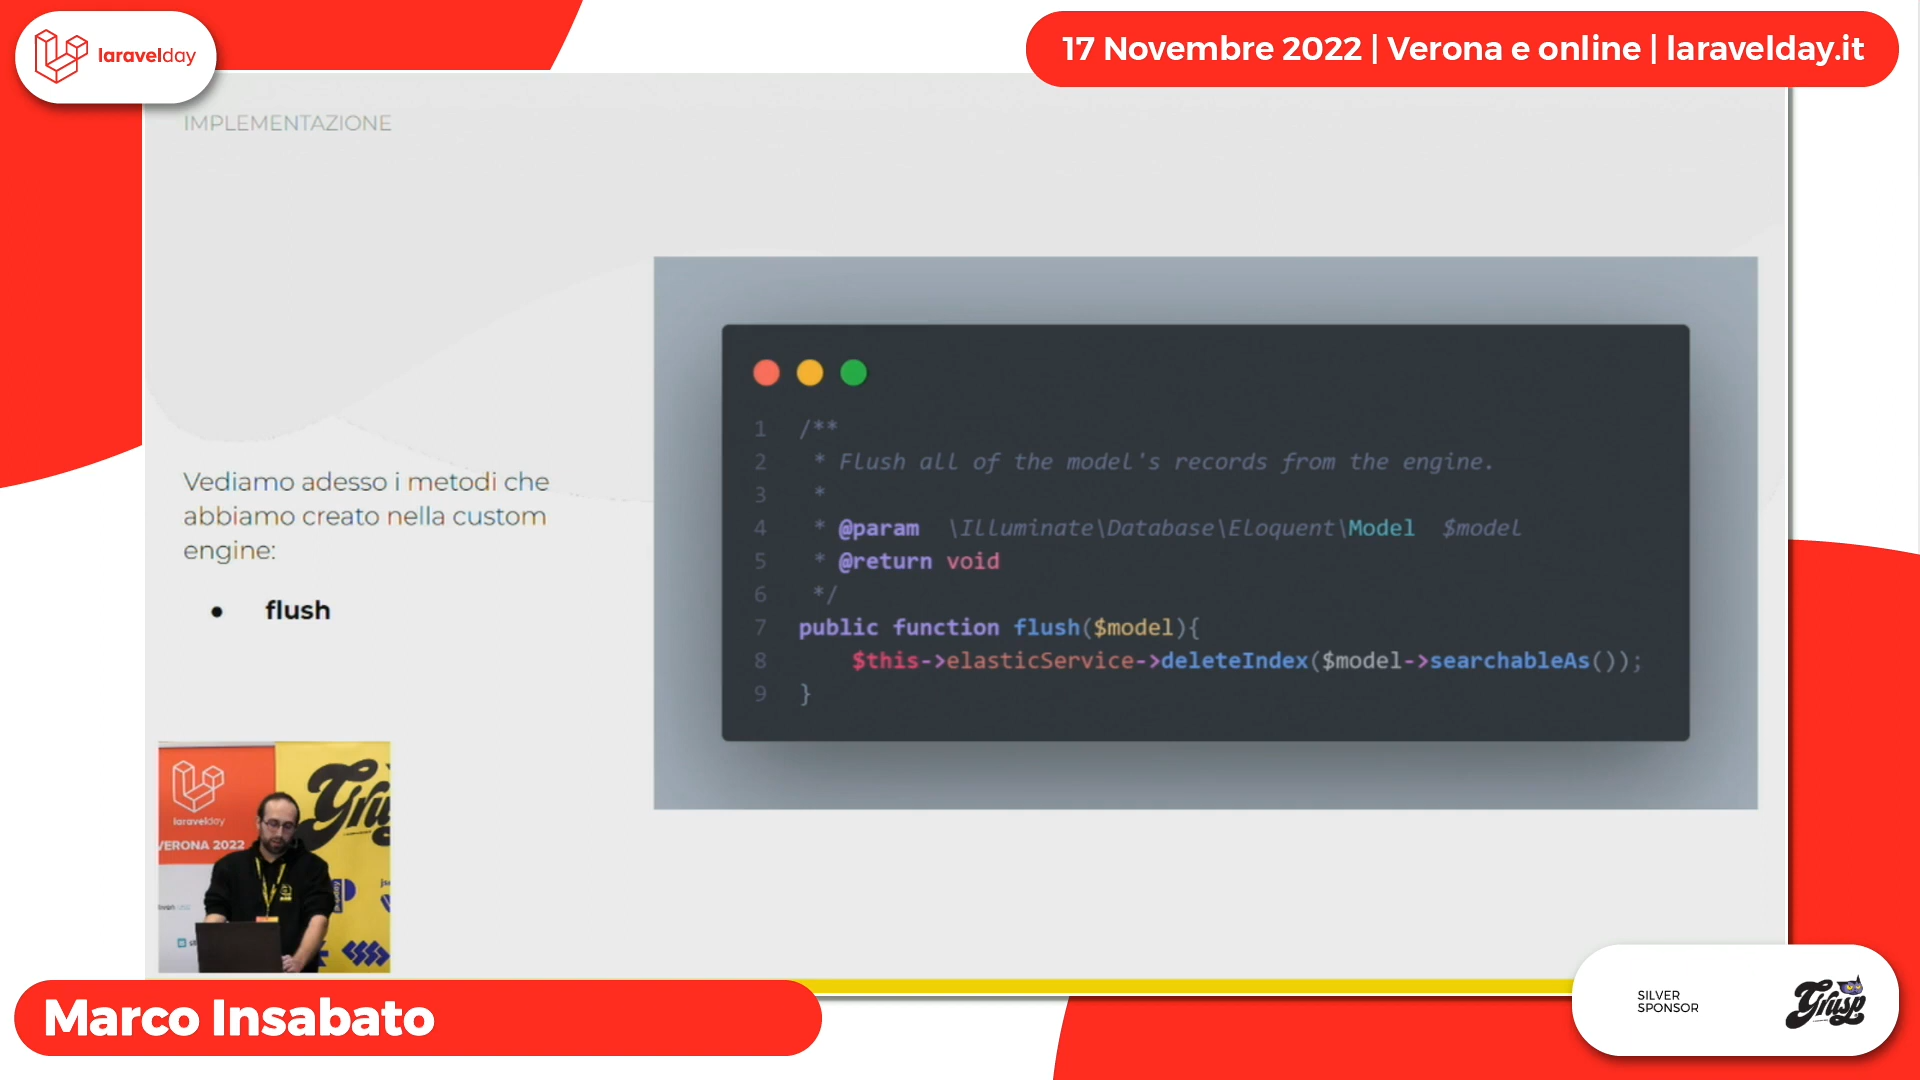 laravelday
17 Novembre 2022 | Verona e online | laravelday.it
IMPLEMENTAZIONE
Vediamo adesso i metodi che
abbiamo creato nella custom
engine:
● flush
1 /**
2 * Flush all of the model's records from the engine.
3 *
4 * @param \Illuminate\Database\Eloquent\Model $model
5 * @return void
6 */
7 public function flush($model){
8 $this->elasticService->deleteIndex($model->searchableAs());
9 }
laravelday
VERONA 2022
Grus
Marco Insabato
SILVER
SPONSOR
Grusp